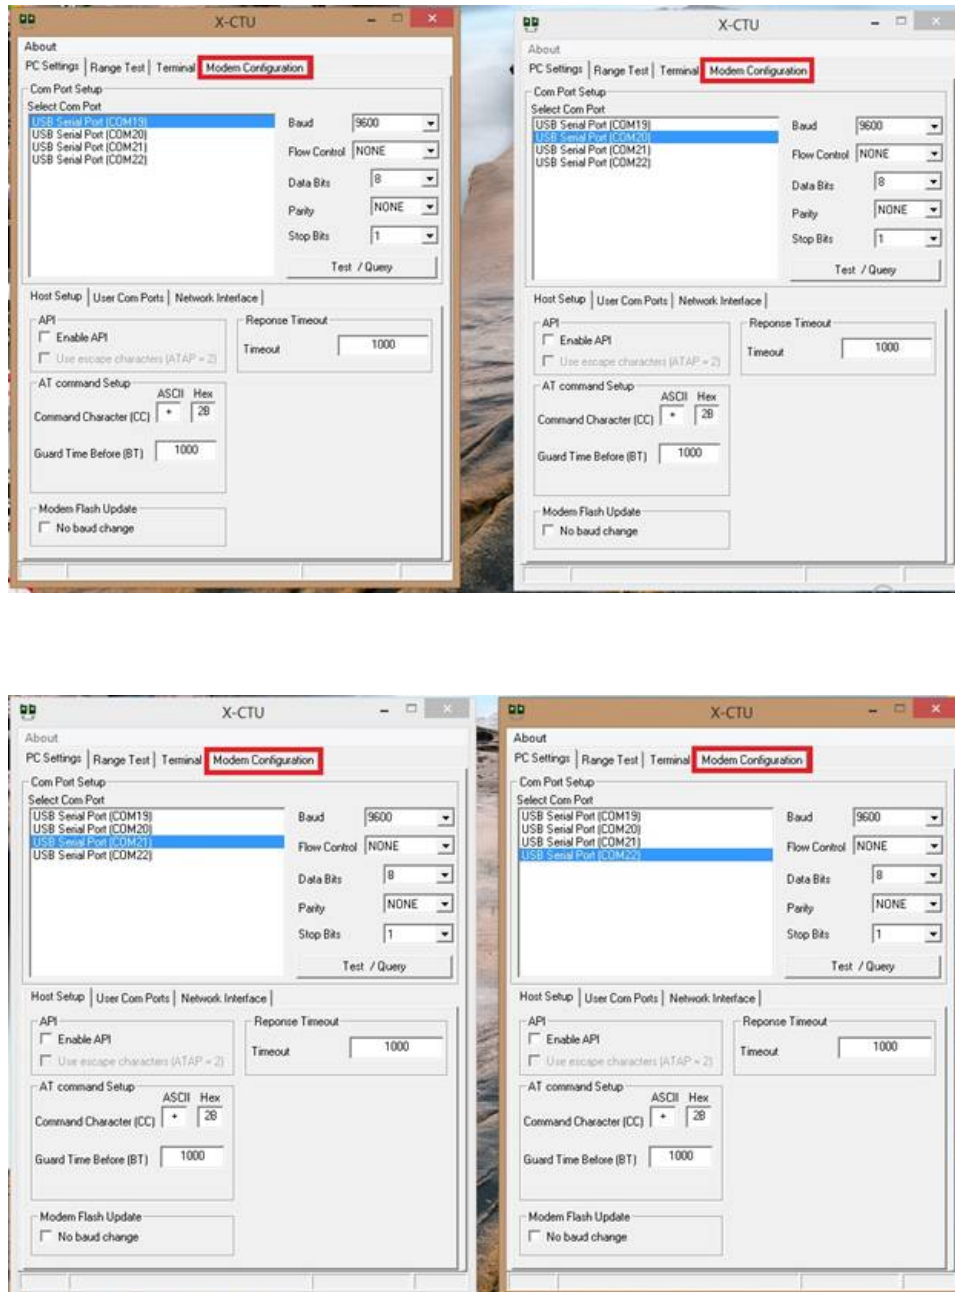 X-CTU
About
PC Settings Range Test Terminal Modem Configuration
Com Port Setup
Select Com Port
USB Serial Port (COM19)
USB Serial Port (COM20)
USB Serial Port (COM21)
USB Serial Port (COM22)
Baud 9600
Flow Control NONE
Data Bits 8
Parity NONE
Stop Bits 1
Test / Query
Host Setup User Com Ports Network Interface
API
Enable API
Use escape characters (ATAP = 2)
Reponse Timeout
Timeout 1000
AT command Setup
ASCII Hex
Command Character (CC) + 2B
Guard Time Before (BT) 1000
Modem Flash Update
No baud change
X-CTU
About
PC Settings Range Test Terminal Modem Configuration
Com Port Setup
Select Com Port
USB Serial Port (COM19)
USB Serial Port (COM20)
USB Serial Port (COM21)
USB Serial Port (COM22)
Baud 9600
Flow Control NONE
Data Bits 8
Parity NONE
Stop Bits 1
Test / Query
Host Setup User Com Ports Network Interface
API
Enable API
Use escape characters (ATAP = 2)
Reponse Timeout
Timeout 1000
AT command Setup
ASCII Hex
Command Character (CC) + 2B
Guard Time Before (BT) 1000
Modem Flash Update
No baud change
X-CTU
About
PC Settings Range Test Terminal Modem Configuration
Com Port Setup
Select Com Port
USB Serial Port (COM19)
USB Serial Port (COM20)
USB Serial Port (COM21)
USB Serial Port (COM22)
Baud 9600
Flow Control NONE
Data Bits 8
Parity NONE
Stop Bits 1
Test / Query
Host Setup User Com Ports Network Interface
API
Enable API
Use escape characters (ATAP = 2)
Reponse Timeout
Timeout 1000
AT command Setup
ASCII Hex
Command Character (CC) + 2B
Guard Time Before (BT) 1000
Modem Flash Update
No baud change
X-CTU
About
PC Settings Range Test Terminal Modem Configuration
Com Port Setup
Select Com Port
USB Serial Port (COM19)
USB Serial Port (COM20)
USB Serial Port (COM21)
USB Serial Port (COM22)
Baud 9600
Flow Control NONE
Data Bits 8
Parity NONE
Stop Bits 1
Test / Query
Host Setup User Com Ports Network Interface
API
Enable API
Use escape characters (ATAP = 2)
Reponse Timeout
Timeout 1000
AT command Setup
ASCII Hex
Command Character (CC) + 2B
Guard Time Before (BT) 1000
Modem Flash Update
No baud change